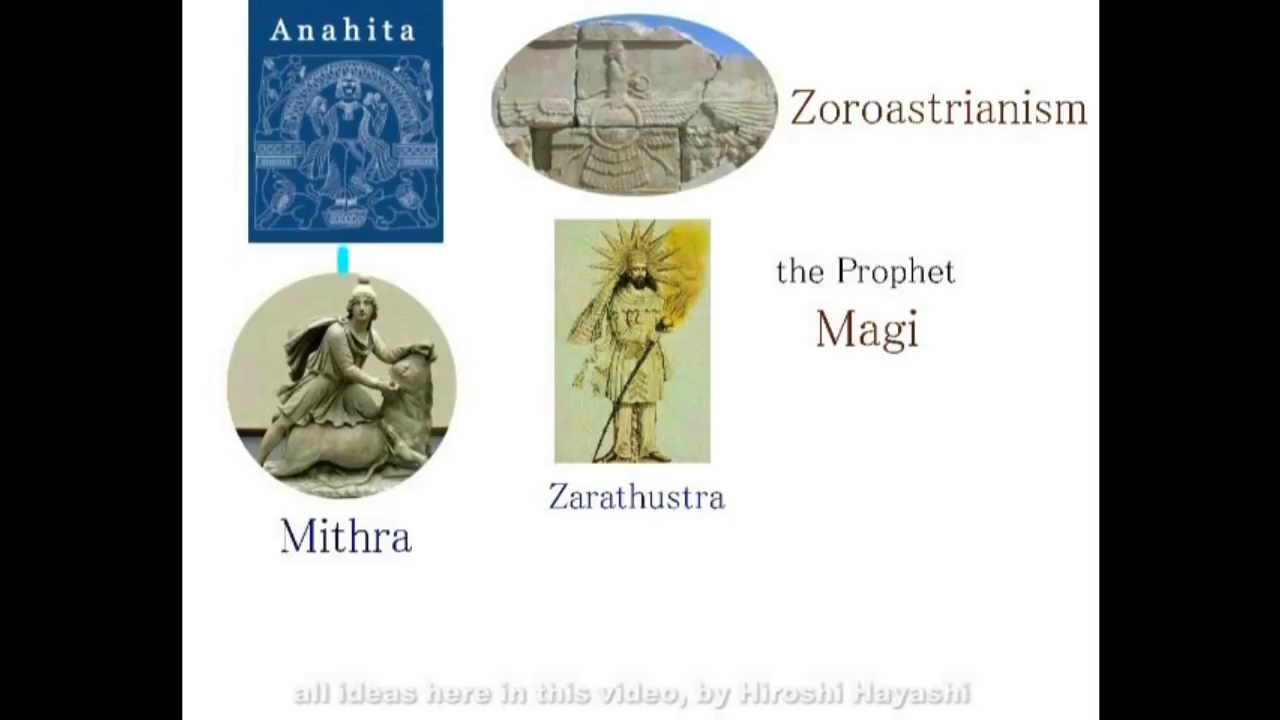 Anahita
Zoroastrianism
the Prophet
Magi
Zarathustra
Mithra
all ideas here in this video, by Hiroshi Hayashi